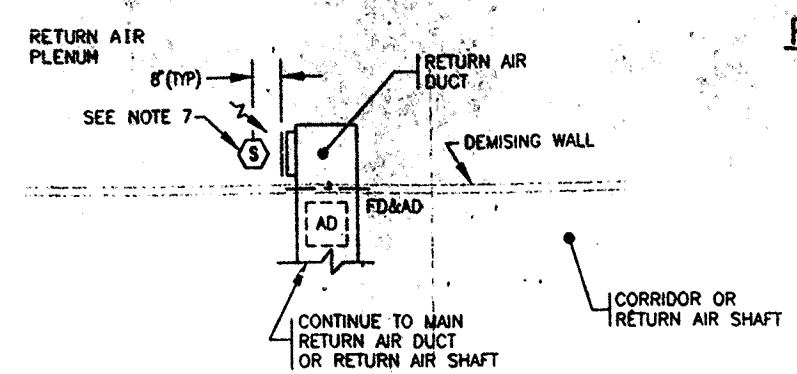 RETURN AIR
PLENUM
8"(TYP)
RETURN AIR
DUCT
SEE NOTE 7
S
DEMISING WALL
FD&AD
AD
CORRIDOR OR
RETURN AIR SHAFT
CONTINUE TO MAIN
RETURN AIR DUCT
OR RETURN AIR SHAFT